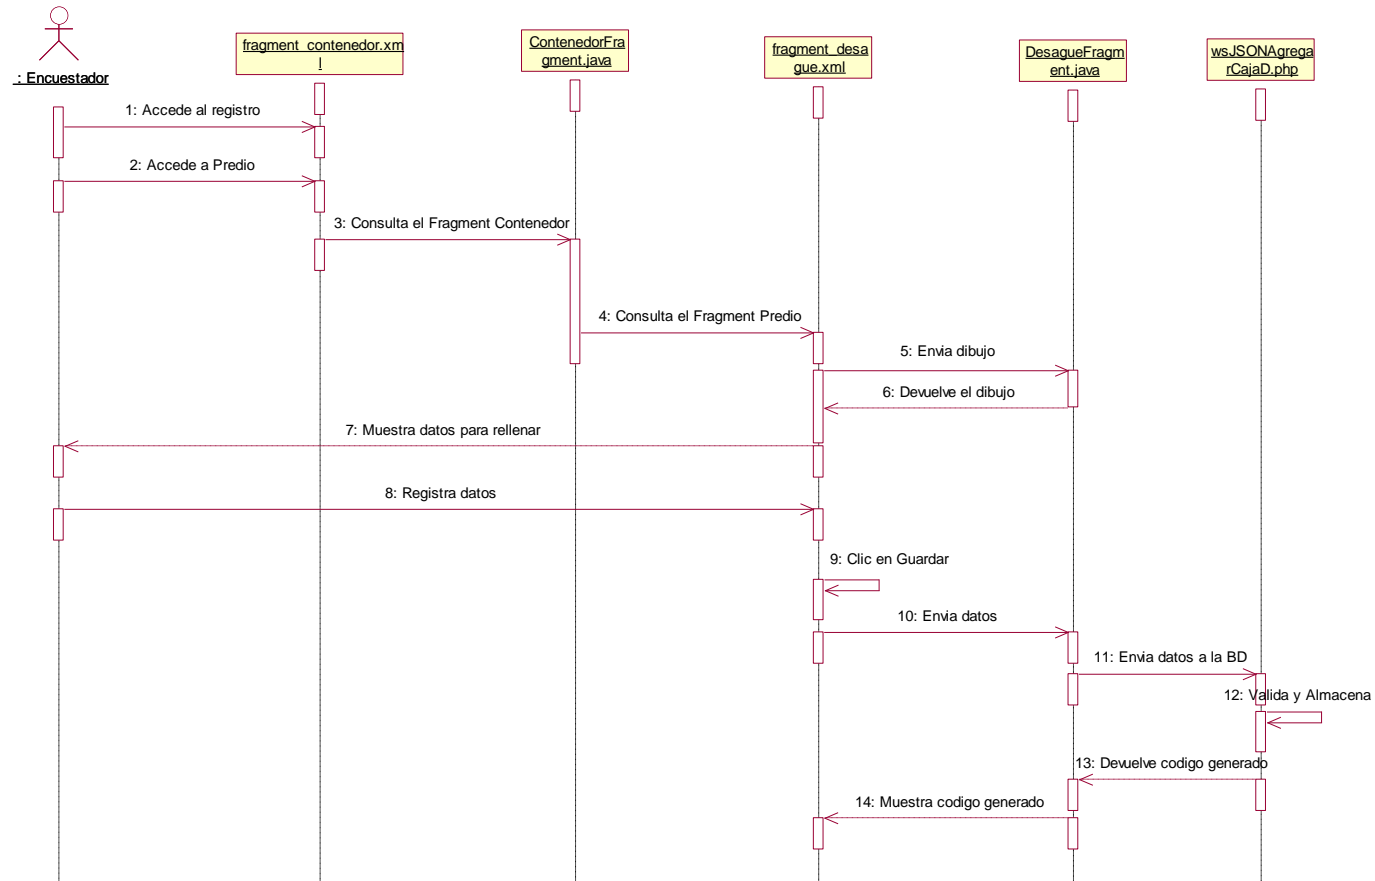 : Encuestador
fragment_contenedor.xm
l
ContenedorFra
gment.java
fragment_desa
gue.xml
DesagueFragm
ent.java
wsJSONAgrega
rCajaD.php
1: Accede al registro
2: Accede a Predio
3: Consulta el Fragment Contenedor
4: Consulta el Fragment Predio
5: Envia dibujo
6: Devuelve el dibujo
7: Muestra datos para rellenar
8: Registra datos
9: Clic en Guardar
10: Envia datos
11: Envia datos a la BD
12: Valida y Almacena
13: Devuelve codigo generado
14: Muestra codigo generado